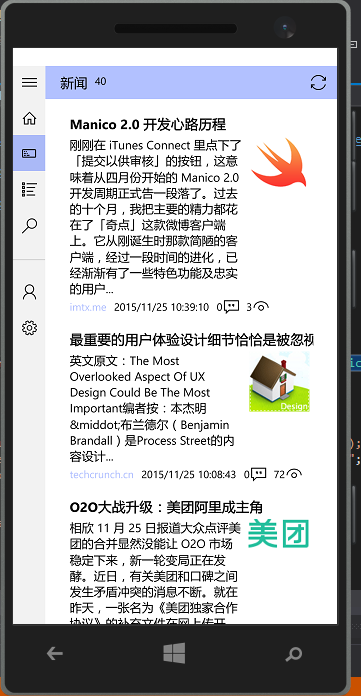 新闻 40
Manico 2.0 开发心路历程
刚刚在 iTunes Connect 里点下了
「提交以供审核」的按钮，这意
味着从四月份开始的 Manico 2.0
开发周期正式告一段落了。过去
的十个月，我把主要的精力都花
在了「奇点」这款微博客户端
上。它从刚诞生时那款简陋的客
户端，经过一段时间的进化，已
经渐渐有了一些特色功能及忠实
的用户...
imtx.me 2015/11/25 10:39:10 0 3
最重要的用户体验设计细节恰恰是被忽视
英文原文：The Most
Overlooked Aspect Of UX
Design Could Be The Most
Important编者按：本杰明
&middot;布兰德尔（Benjamin
Brandall）是Process Street的内
容设计...
Design
techcrunch.cn 2015/11/25 10:08:43 0 72
O2O大战升级：美团阿里成主角
相欣 11 月 25 日报道大众点评美
团的合并显然没能让 O2O 市场
稳定下来，新一轮变局正在发
酵。近日，有关美团和口碑之间
发生矛盾冲突的消息不断。就在
昨天，一张名为《美团独家合作
协议》的补充文件在网上传开
美团